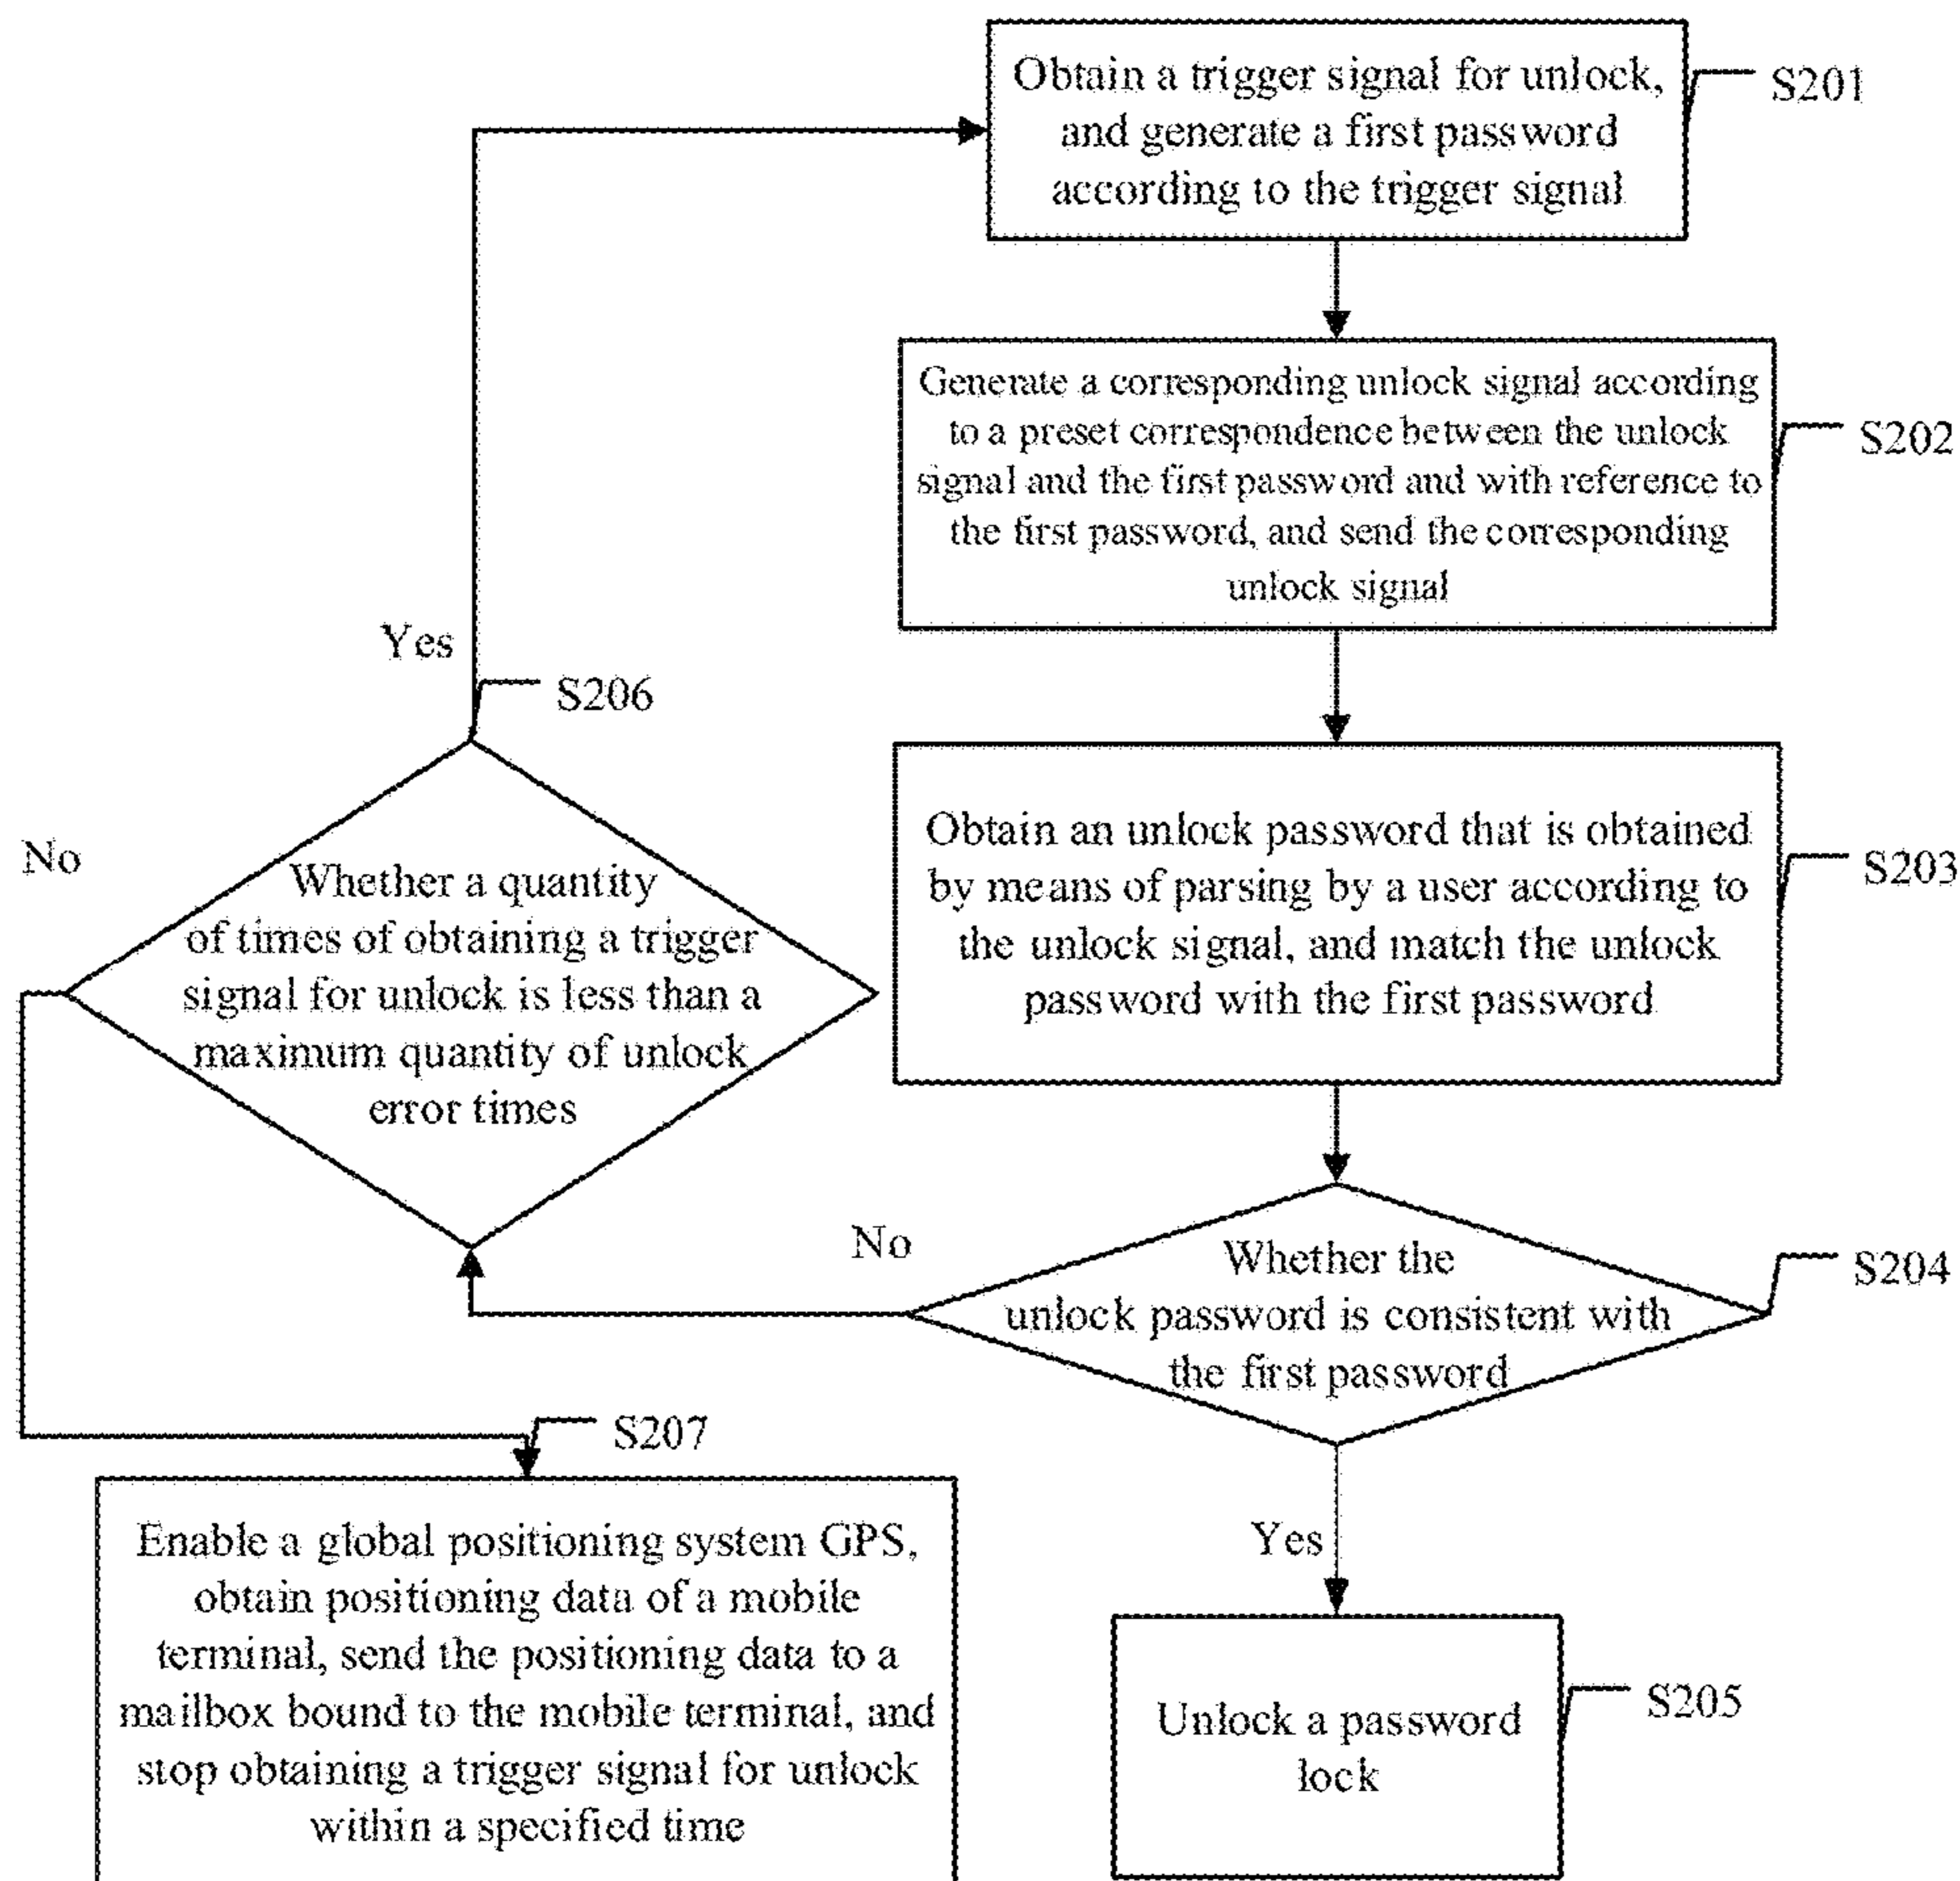 Obtain a trigger signal for unlock,
and generate a first password
according to the trigger signal
S201
Generate a corresponding unlock signal according
to a preset correspondence between the unlock
signal and the first password and with reference to
the first password, and send the corresponding
unlock signal
S202
Yes
S206
Obtain an unlock password that is obtained
by means of parsing by a user according to
the unlock signal, and match the unlock
password with the first password
S203
No
Whether a quantity
of times of obtaining a trigger
signal for unlock is less than a
maximum quantity of unlock
error times
No
Whether the
unlock password is consistent with
the first password
S204
S207
Enable a global positioning system GPS,
obtain positioning data of a mobile
terminal, send the positioning data to a
mailbox bound to the mobile terminal, and
stop obtaining a trigger signal for unlock
within a specified time
Yes
Unlock a password
lock
S205